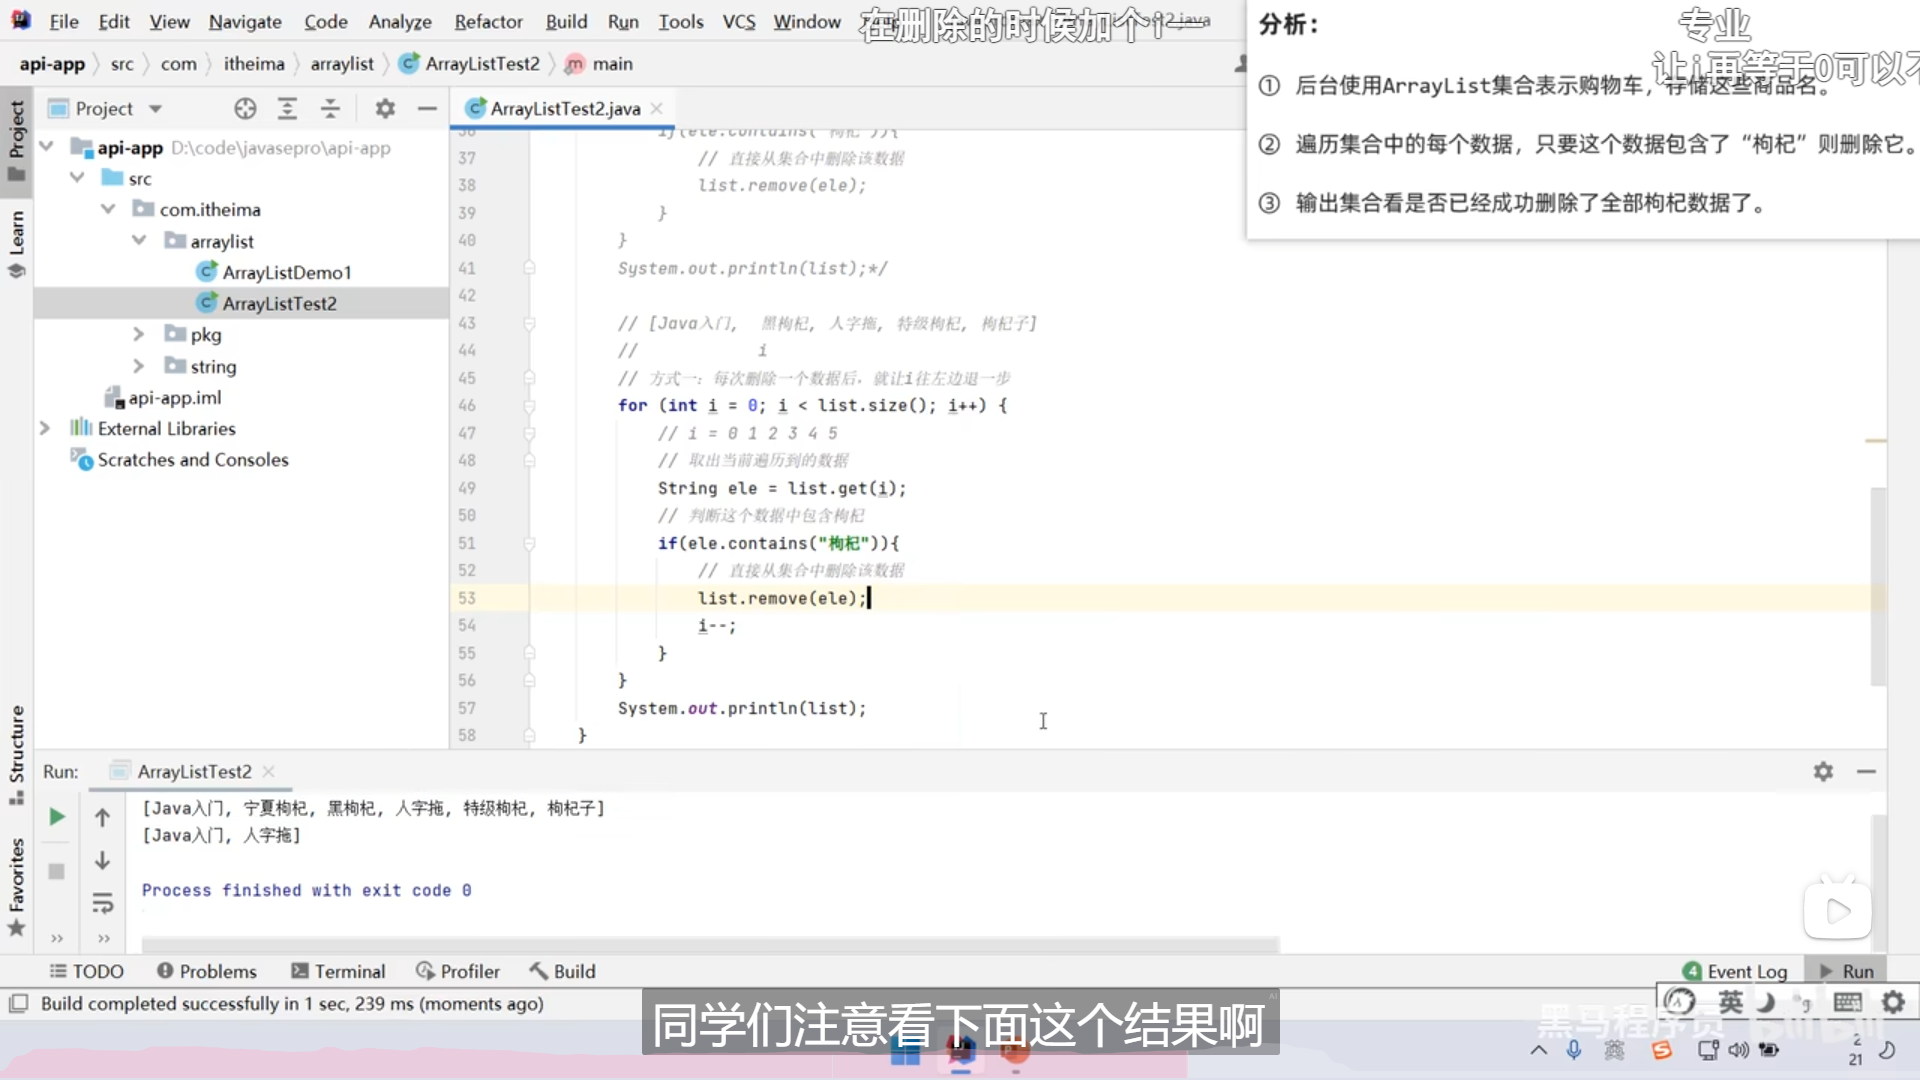 File Edit View Navigate Code Analyze Refactor Build Run Tools VCS Window
在删除的时候加个i一
api-app src com itheima arraylist ArrayListTest2 main
Project
ArrayListTest2.java
分析：
专业
让i再等于0可以不
① 后台使用ArrayList集合表示购物车，存储这些商品名。
② 遍历集合中的每个数据，只要这个数据包含了“枸杞”则删除它。
③ 输出集合看是否已经成功删除了全部枸杞数据了。
Project
Learn
Structure
Favorites
api-app D:\code\javasepro\api-app
src
com.itheima
arraylist
ArrayListDemo1
ArrayListTest2
pkg
string
api-app.iml
External Libraries
Scratches and Consoles
36 if(ele.contains("枸杞")){
37 // 直接从集合中删除该数据
38 list.remove(ele);
39 }
40 }
41 System.out.println(list);*/
42
43 // [Java入门, 黑枸杞, 人字拖, 特级枸杞, 枸杞子]
44 // i
45 // 方式一：每次删除一个数据后，就让i往左边退一步
46 for (int i = 0; i < list.size(); i++) {
47 // i = 0 1 2 3 4 5
48 // 取出当前遍历到的数据
49 String ele = list.get(i);
50 // 判断这个数据中包含枸杞
51 if(ele.contains("枸杞")){
52 // 直接从集合中删除该数据
53 list.remove(ele);
54 i--;
55 }
56 }
57 System.out.println(list);
58 }
Run: ArrayListTest2
[Java入门, 宁夏枸杞, 黑枸杞, 人字拖, 特级枸杞, 枸杞子]
[Java入门, 人字拖]
Process finished with exit code 0
TODO Problems Terminal Profiler Build
4 Event Log Run
Build completed successfully in 1 sec, 239 ms (moments ago)
英
同学们注意看下面这个结果啊
黑马程序员 bilibili
英
2
21